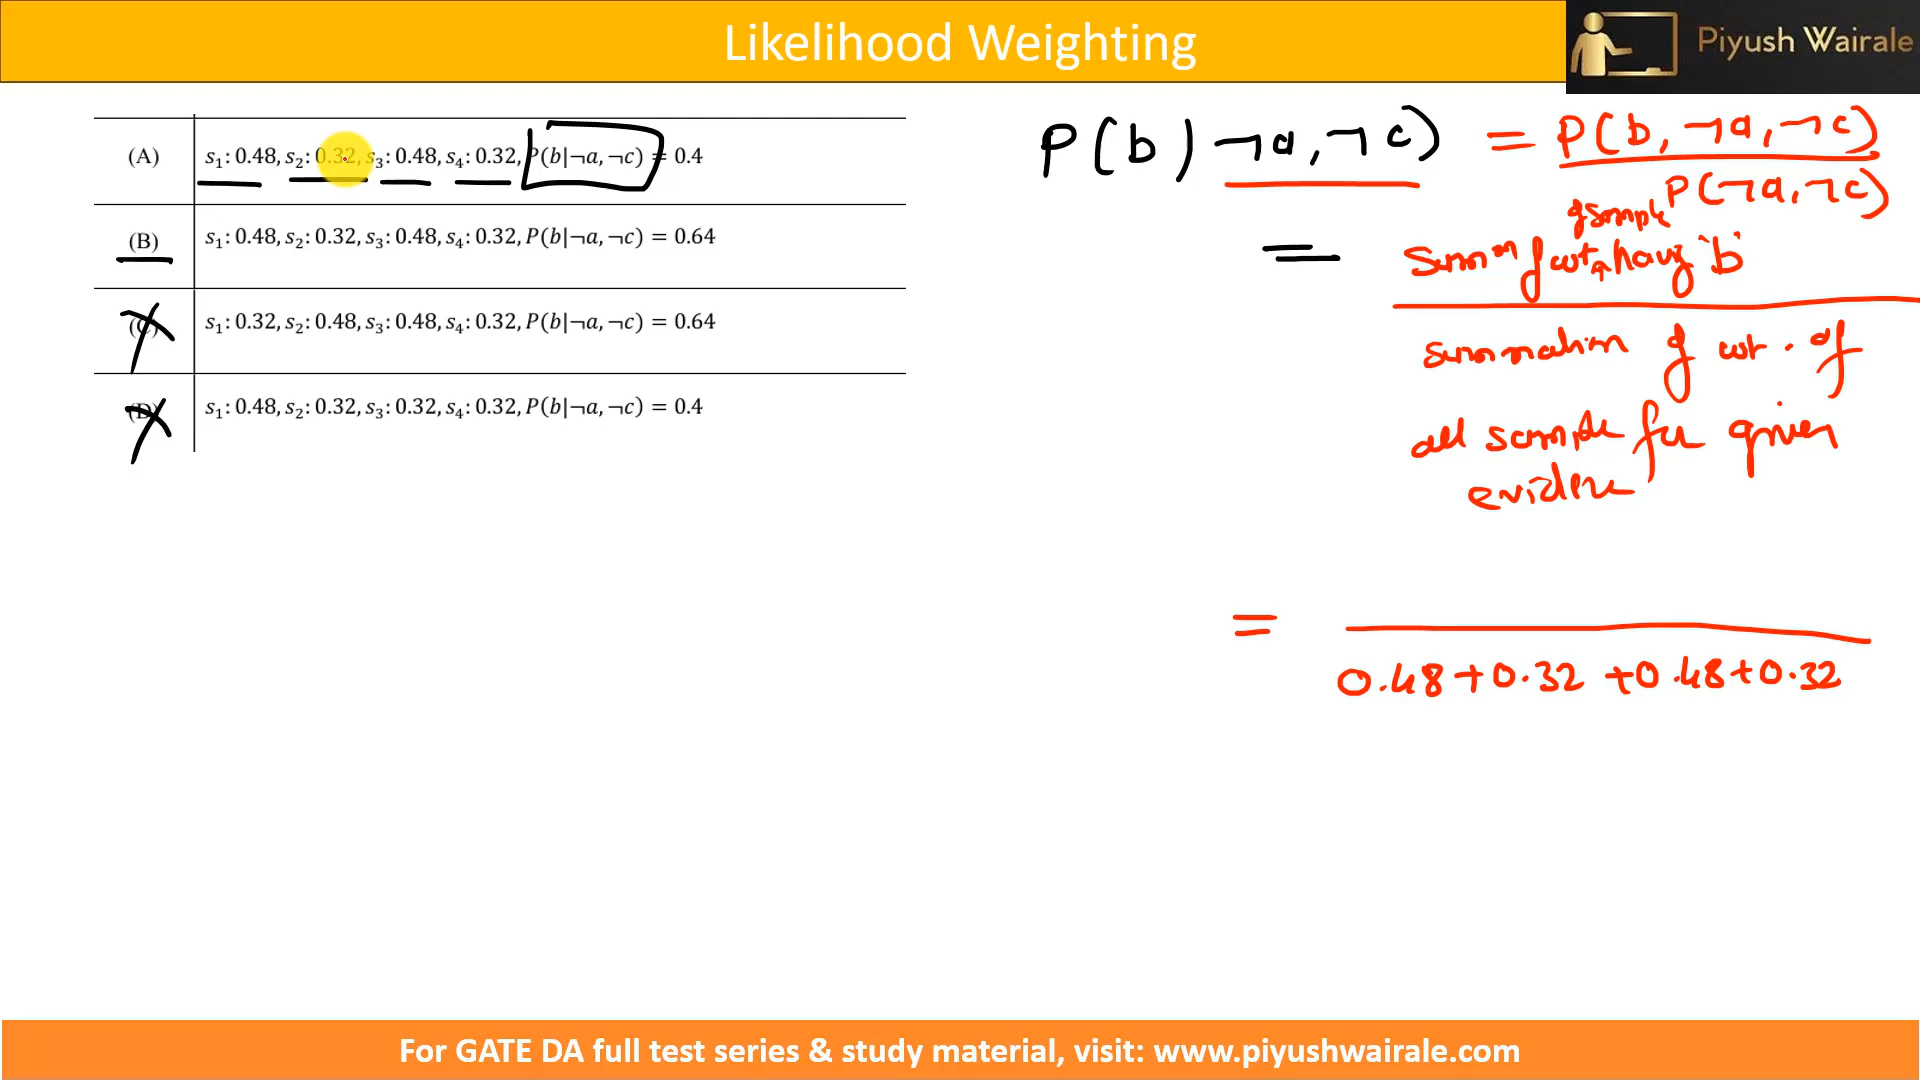 Likelihood Weighting
Piyush Wairale
(A) s₁: 0.48, s₂: 0.32, s₃: 0.48, s₄: 0.32, P(b|¬a, ¬c) = 0.4
(B) s₁: 0.48, s₂: 0.32, s₃: 0.48, s₄: 0.32, P(b|¬a, ¬c) = 0.64
(C) s₁: 0.32, s₂: 0.48, s₃: 0.48, s₄: 0.32, P(b|¬a, ¬c) = 0.64
(D) s₁: 0.48, s₂: 0.32, s₃: 0.32, s₄: 0.32, P(b|¬a, ¬c) = 0.4
P(b) ¬a, ¬c) = P(b, ¬a, ¬c)
P(¬a, ¬c)
of sample
= of wt having 'b'
summation of wt. of
all sample for given
=
0.48+0.32+0.48+0.32
For GATE DA full test series & study material, visit: www.piyushwairale.com